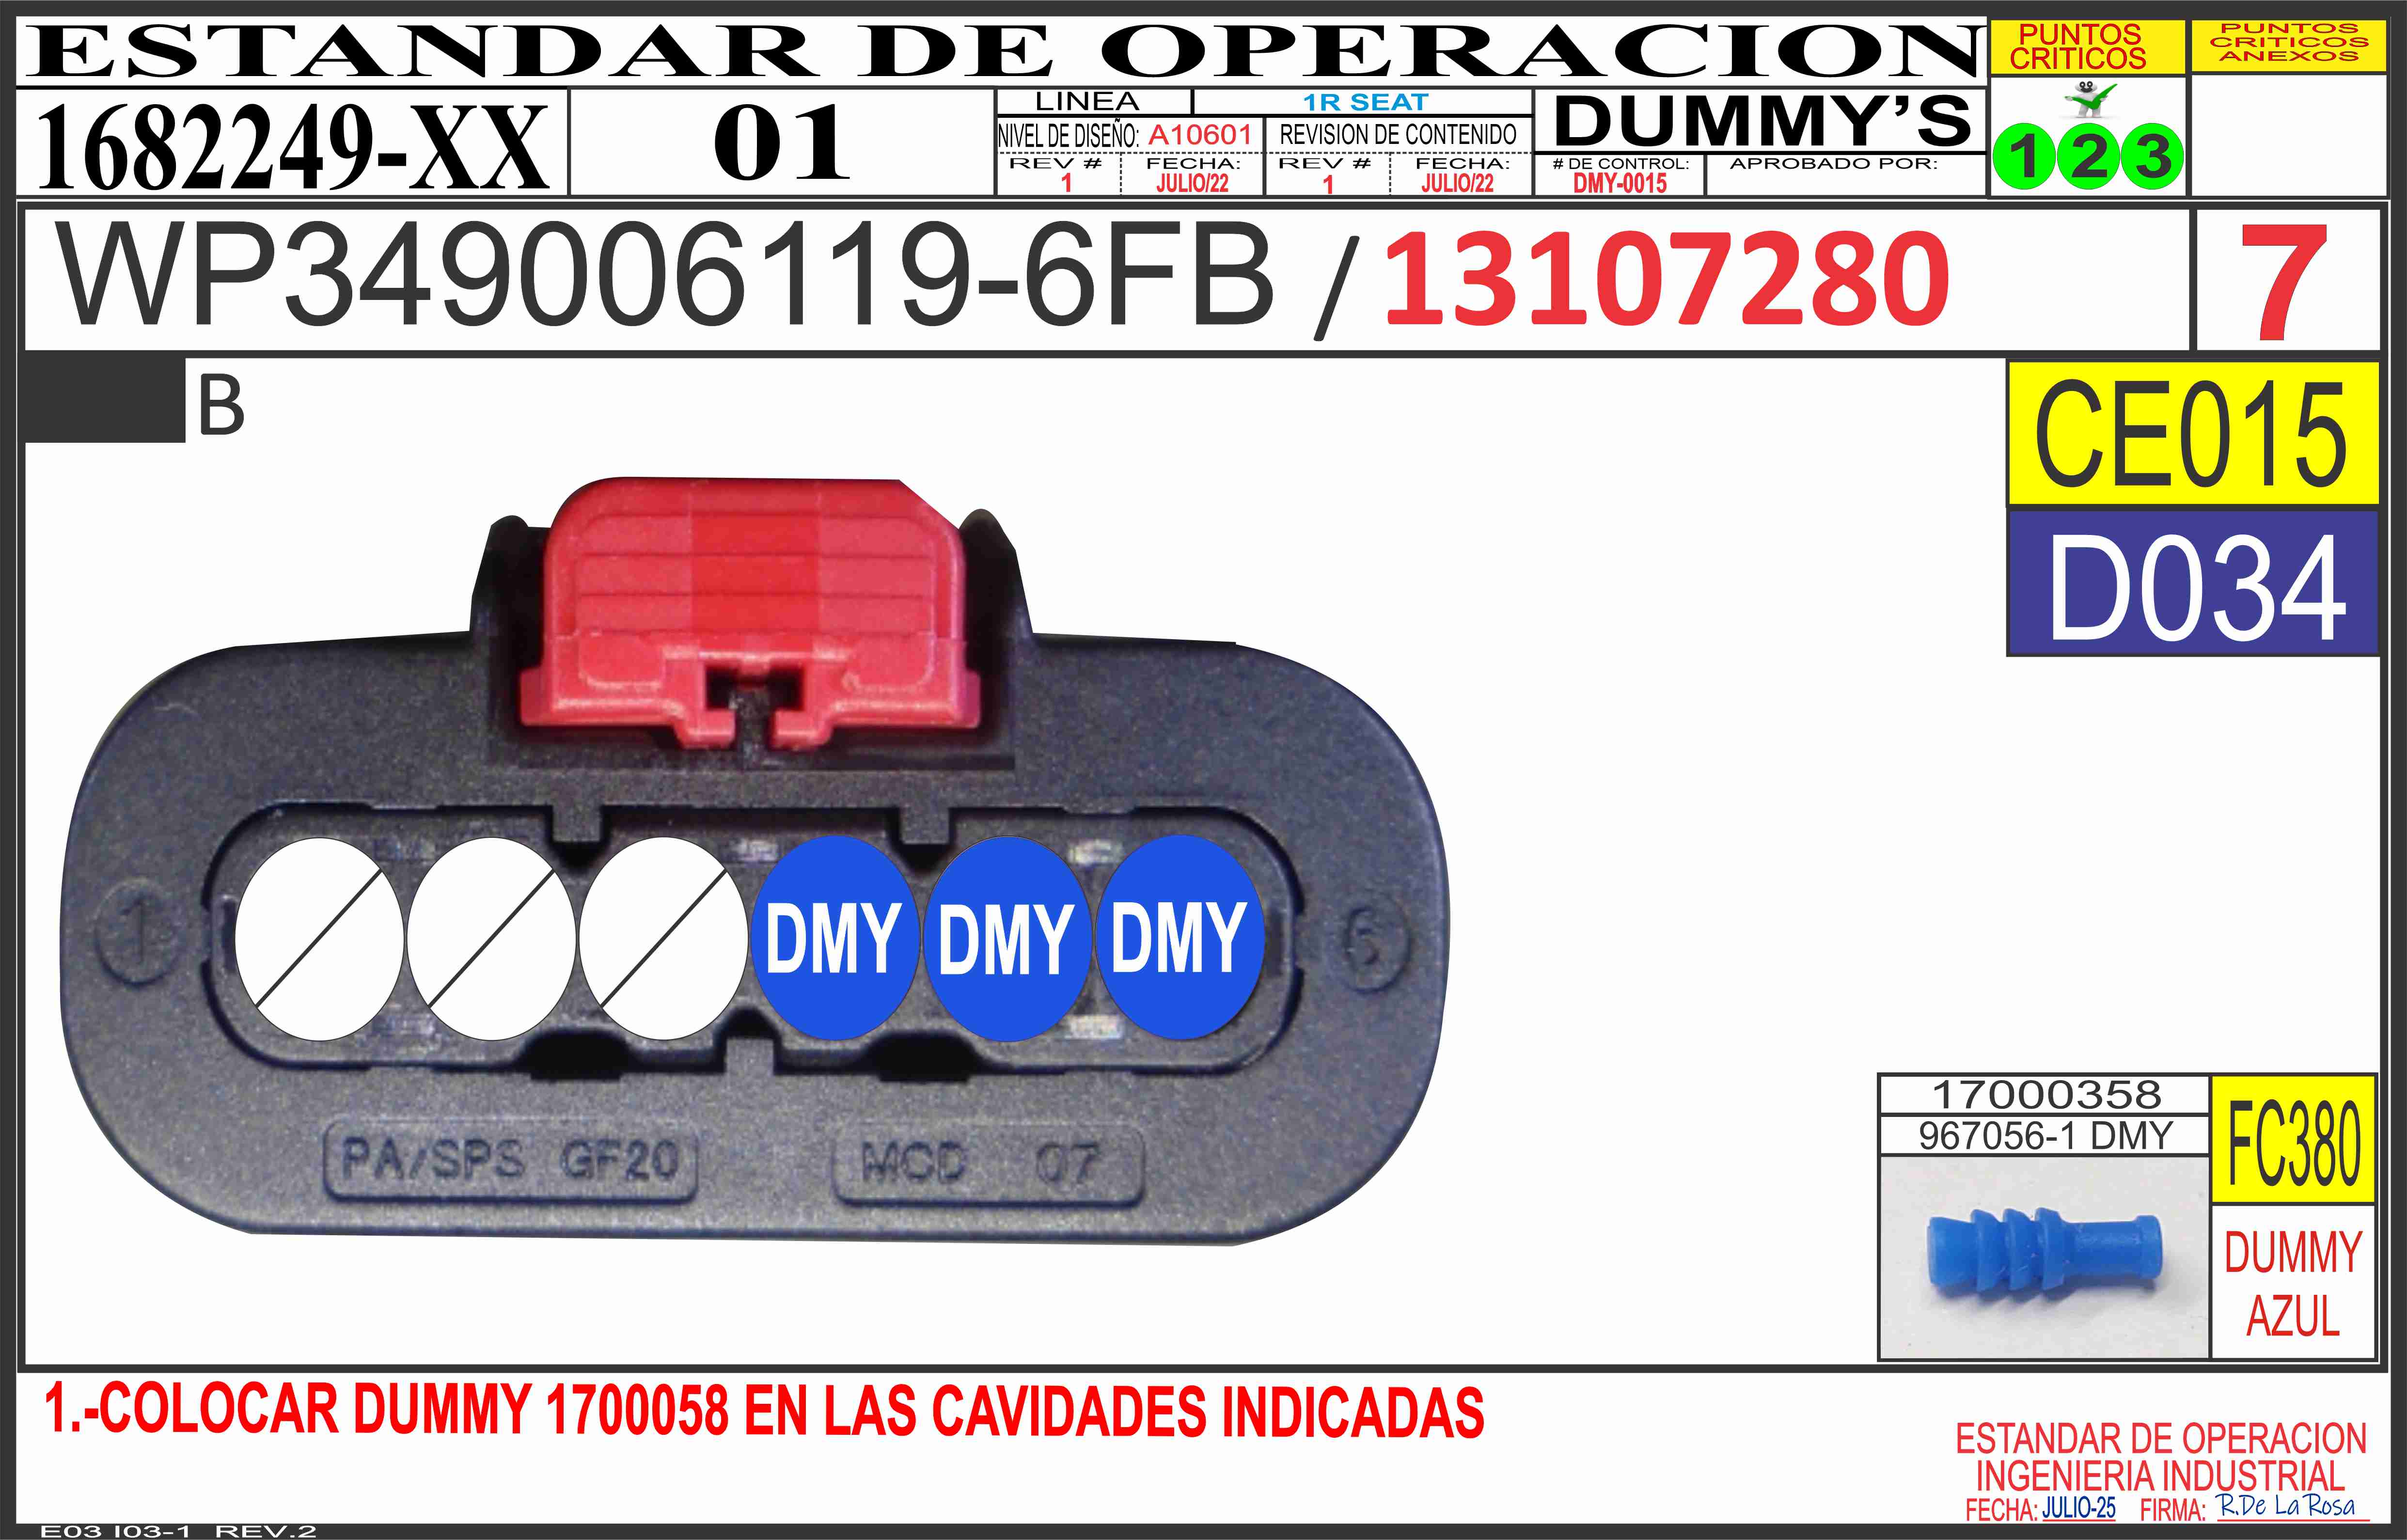 ESTANDAR DE OPERACION
PUNTOS
CRITICOS
PUNTOS
CRITICOS
ANEXOS
1682249-XX
01
LINEA
1R SEAT
NIVEL DE DISEÑO: A10601
REVISION DE CONTENIDO
REV #
1
FECHA:
JULIO/22
REV #
1
FECHA:
JULIO/22
DUMMY'S
# DE CONTROL:
DMY-0015
APROBADO POR:
1 2 3
WP349006119-6FB / 13107280
7
B
CE015
D034
1
DMY DMY DMY
6
PA/SPS GF20
MCD 07
17000358
967056-1 DMY
FC380
DUMMY
AZUL
1.-COLOCAR DUMMY 1700058 EN LAS CAVIDADES INDICADAS
ESTANDAR DE OPERACION
INGENIERIA INDUSTRIAL
FECHA: JULIO-25 FIRMA: R.De La Rosa
E03 I03-1 REV.2